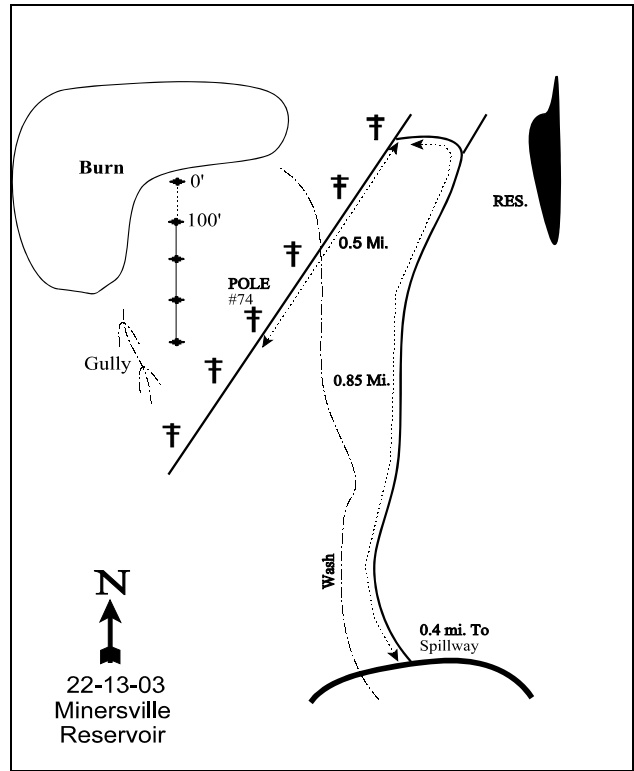 Burn
0'
100'
RES.
0.5 Mi.
POLE
#74
Gully
0.85 Mi.
Wash
N
0.4 mi. To
Spillway
22-13-03
Minersville
Reservoir